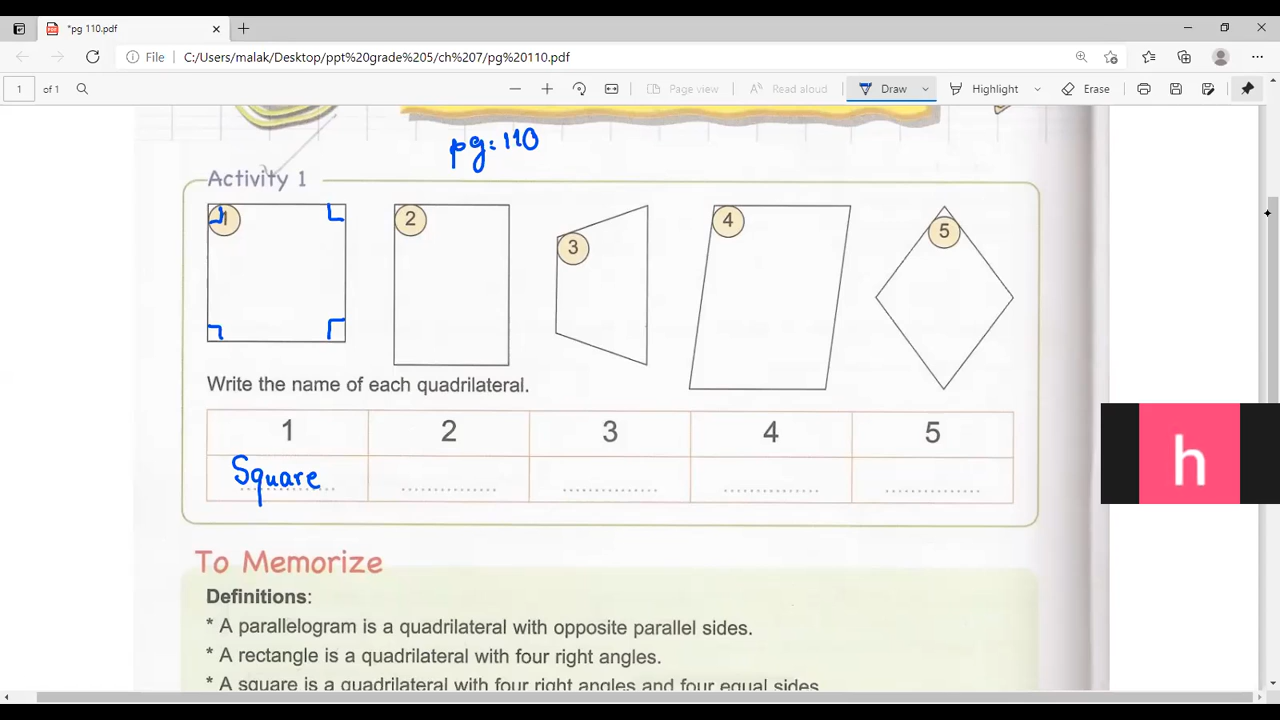 *pg 110.pdf
File C:/Users/malak/Desktop/ppt%20grade%205/ch%207/pg%20110.pdf
1 of 1 Page view Read aloud Draw Highlight Erase
pg: 110
Activity 1
1 2 3 4 5
Write the name of each quadrilateral.
1 2 3 4 5
Square .................... .................... .................... ....................
h
To Memorize
Definitions:
* A parallelogram is a quadrilateral with opposite parallel sides.
* A rectangle is a quadrilateral with four right angles.
* A square is a quadrilateral with four right angles and four equal sides